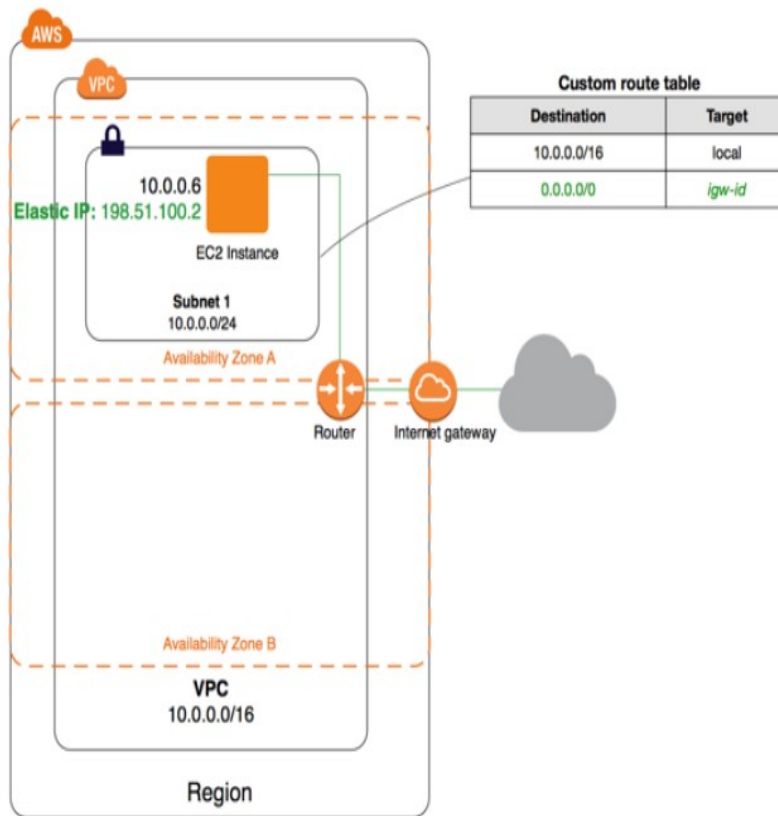 AWS
VPC
Custom route table
Destination Target
10.0.0.0/16 local
0.0.0.0/0 igw-id
10.0.0.6
Elastic IP: 198.51.100.2
EC2 Instance
Subnet 1
10.0.0.0/24
Availability Zone A
Router
Internet gateway
Availability Zone B
VPC
10.0.0.0/16
Region